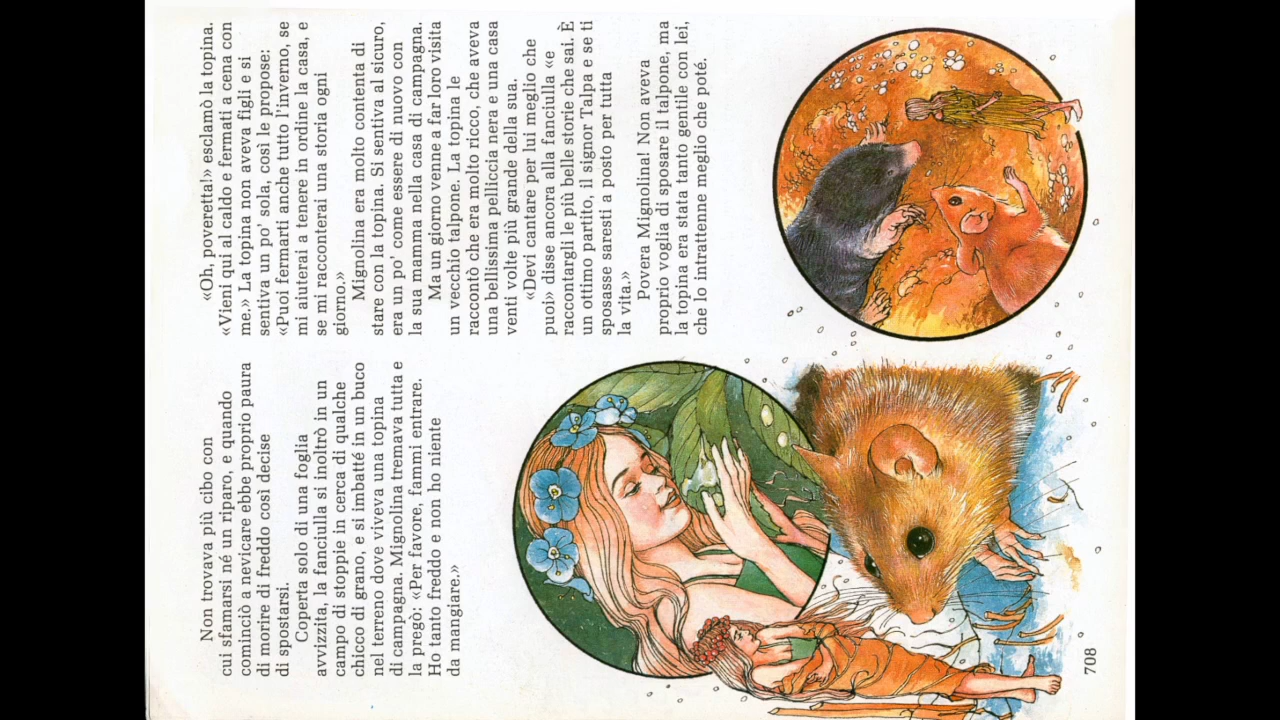 Non trovava più cibo con
cui sfamarsi né un riparo, e quando
cominciò a nevicare ebbe proprio paura
di morire di freddo così decise
di spostarsi.
Coperta solo di una foglia
avvizzita, la fanciulla si inoltrò in un
campo di stoppie in cerca di qualche
chicco di grano, e si imbatté in un buco
nel terreno dove viveva una topina
di campagna. Mignolina tremava tutta e
la pregò: «Per favore, fammi entrare.
Ho tanto freddo e non ho niente
da mangiare.»
«Oh, poveretta!» esclamò la topina.
«Vieni qui al caldo e fermati a cena con
me.» La topina non aveva figli e si
sentiva un po' sola, così le propose:
«Puoi fermarti anche tutto l'inverno, se
mi aiuterai a tenere in ordine la casa, e
se mi racconterai una storia ogni
giorno.»
Mignolina era molto contenta di
stare con la topina. Si sentiva al sicuro,
era un po' come essere di nuovo con
la sua mamma nella casa di campagna.
Ma un giorno venne a far loro visita
un vecchio talpone. La topina le
raccontò che era molto ricco, che aveva
una bellissima pelliccia nera e una casa
venti volte più grande della sua.
«Devi cantare per lui meglio che
puoi» disse ancora alla fanciulla «e
raccontargli le più belle storie che sai. È
un ottimo partito, il signor Talpa e se ti
sposasse saresti a posto per tutta
la vita.»
Povera Mignolina! Non aveva
proprio voglia di sposare il talpone, ma
la topina era stata tanto gentile con lei,
che lo intrattenne meglio che poté.
708